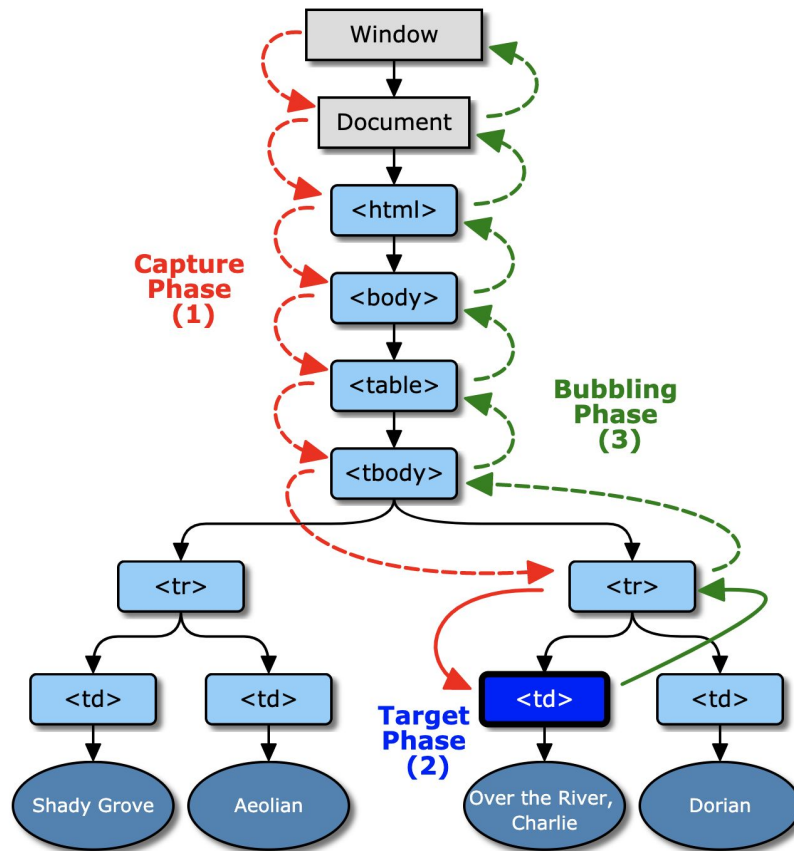 Window
Document
<html>
Capture
Phase
(1)
<body>
<table>
Bubbling
Phase
(3)
<tbody>
<tr>
<tr>
<td>
<td>
<td>
<td>
Target
Phase
(2)
Shady Grove
Aeolian
Over the River,
Charlie
Dorian